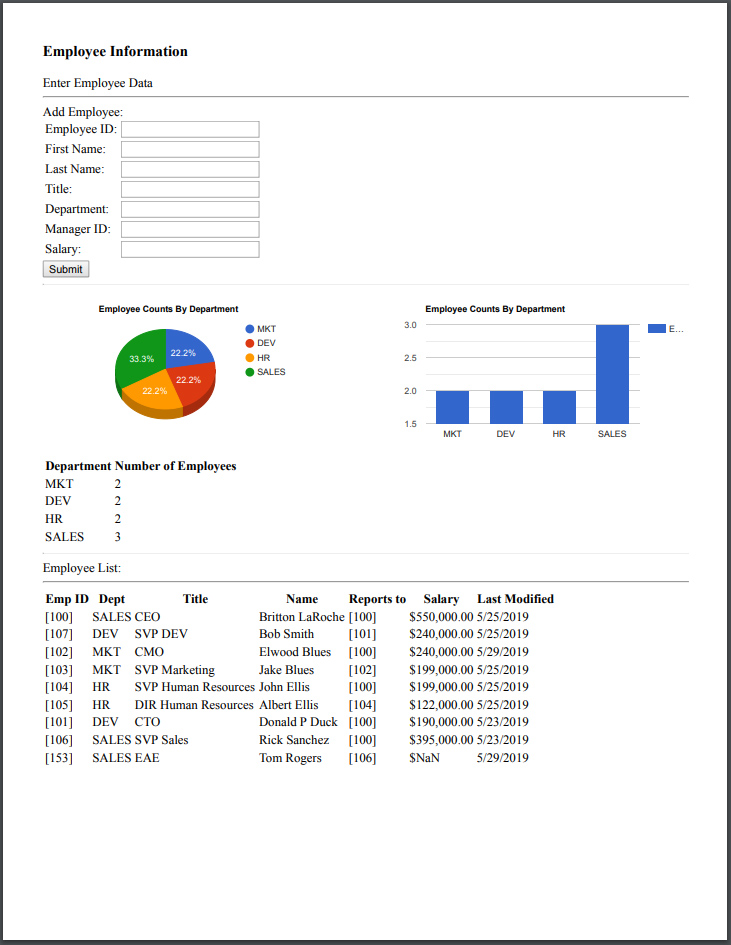 Employee Information
Enter Employee Data
Add Employee:
Employee ID:
First Name:
Last Name:
Title:
Department:
Manager ID:
Salary:
Submit
Employee Counts By Department
33.3%
22.2%
22.2%
22.2%
MKT
DEV
HR
SALES
Employee Counts By Department
3.0
2.5
2.0
1.5
MKT DEV HR SALES
E...
Department Number of Employees
MKT 2
DEV 2
HR 2
SALES 3
Employee List:
Emp ID Dept Title Name Reports to Salary Last Modified
[100] SALES CEO Britton LaRoche [100] $550,000.00 5/25/2019
[107] DEV SVP DEV Bob Smith [101] $240,000.00 5/25/2019
[102] MKT CMO Elwood Blues [100] $240,000.00 5/29/2019
[103] MKT SVP Marketing Jake Blues [102] $199,000.00 5/25/2019
[104] HR SVP Human Resources John Ellis [100] $199,000.00 5/25/2019
[105] HR DIR Human Resources Albert Ellis [104] $122,000.00 5/25/2019
[101] DEV CTO Donald P Duck [100] $190,000.00 5/23/2019
[106] SALES SVP Sales Rick Sanchez [100] $395,000.00 5/23/2019
[153] SALES EAE Tom Rogers [106] $NaN 5/29/2019